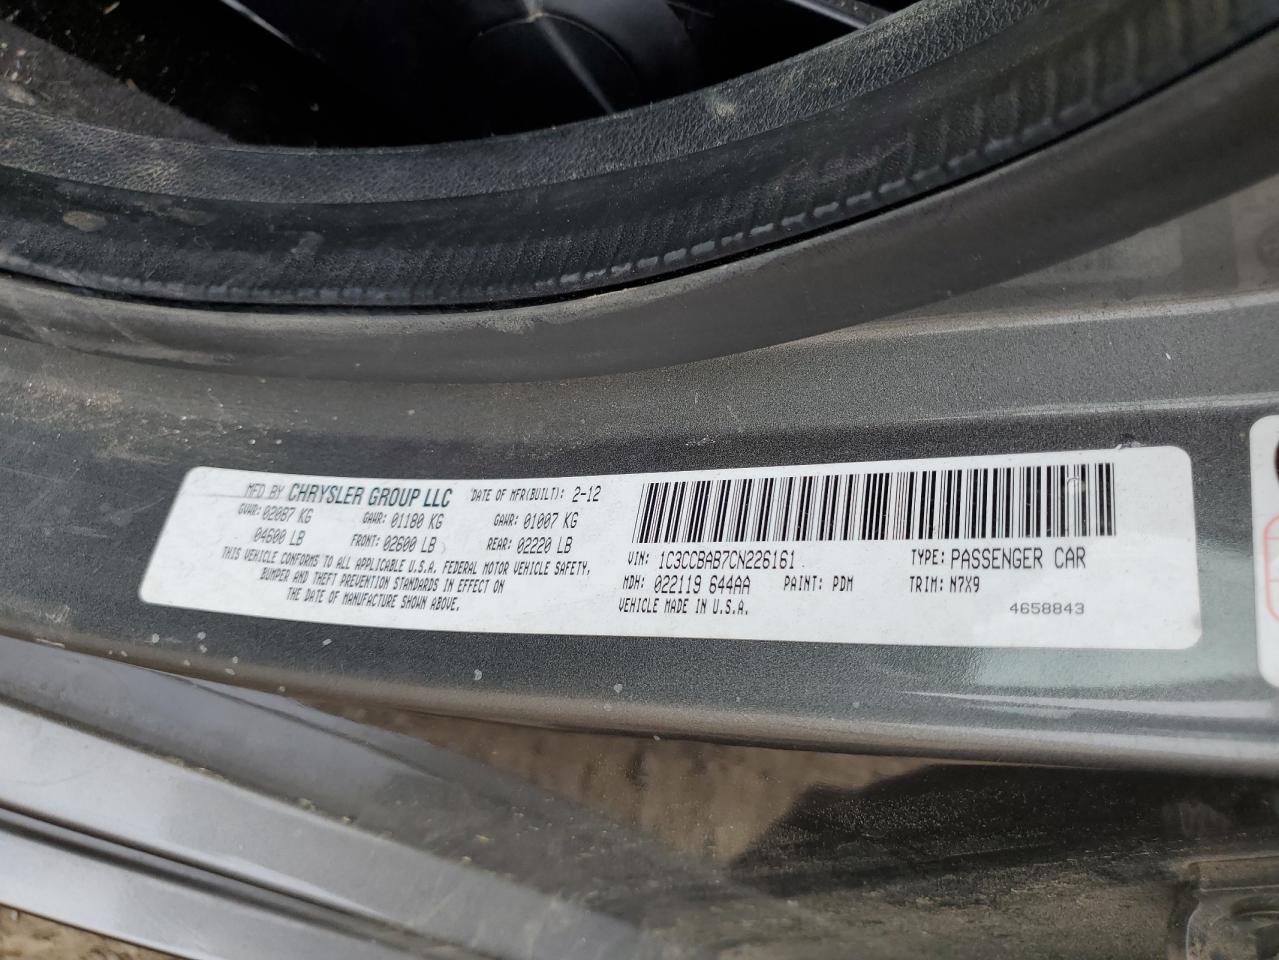 MFD BY CHRYSLER GROUP LLC DATE OF MFR(BUILT): 2-12
GVWR: 02087 KG GAWR: 01180 KG GAWR: 01007 KG
04600 LB FRONT: 02600 LB REAR: 02220 LB
THIS VEHICLE CONFORMS TO ALL APPLICABLE U.S.A. FEDERAL MOTOR VEHICLE SAFETY,
BUMPER AND THEFT PREVENTION STANDARDS IN EFFECT ON
THE DATE OF MANUFACTURE SHOWN ABOVE.
VIN: 1C3CCBAB7CN226161 TYPE: PASSENGER CAR
MDH: 022119 644AA PAINT: PDM TRIM: N7X9
VEHICLE MADE IN U.S.A. 4658843